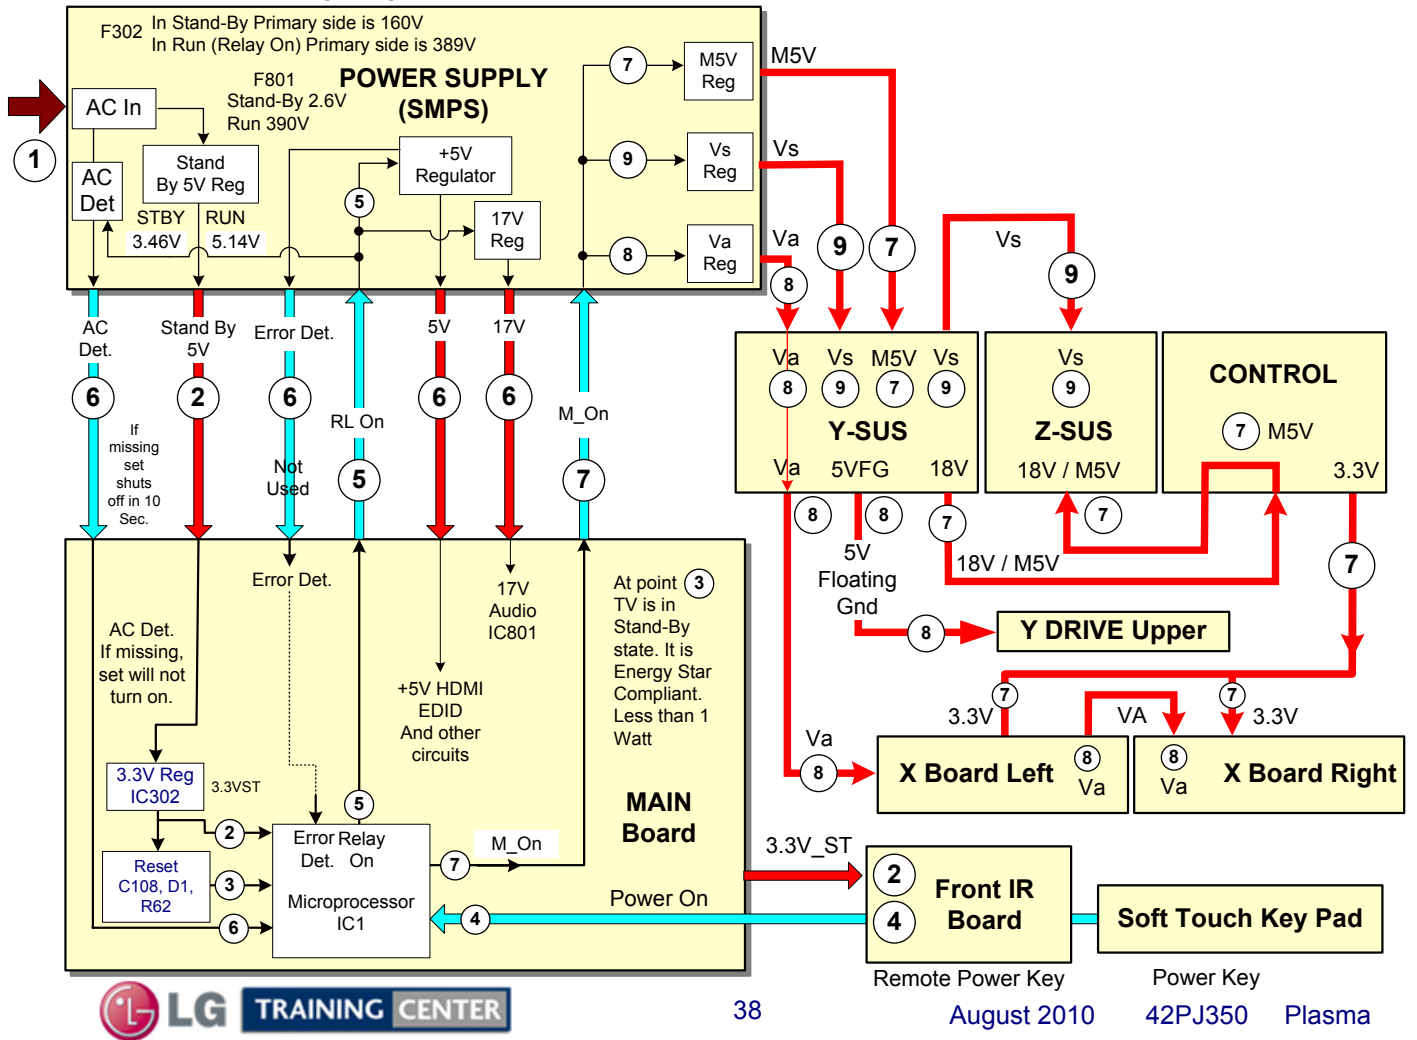 In Stand-By Primary side is 160V
F302
In Run (Relay On) Primary side is 389V
F801
Stand-By 2.6V
Run 390V
POWER SUPPLY
(SMPS)
AC In
1
Stand
By 5V Reg
AC
Det
STBY
RUN
3.46V
5.14V
+5V
Regulator
5
17V
Reg
7
M5V
Reg
9
Vs
Reg
8
Va
Reg
M5V
Vs
Va
8
9
7
Vs
9
AC
Det.
Stand By
5V
Error Det.
5V
17V
6
2
6
RL On
6
6
M_On
If
missing
set
shuts
off in 10
Sec.
Not
Used
5
7
Va
Vs
M5V
Vs
8
9
7
9
Y-SUS
Va
5VFG
18V
Vs
9
Z-SUS
18V / M5V
CONTROL
7
M5V
3.3V
8
8
7
7
7
5V
Floating
Gnd
18V / M5V
8
Y DRIVE Upper
7
7
3.3V
VA
3.3V
Va
8
X Board Left
8
Va
8
Va
X Board Right
Error Det.
17V
Audio
IC801
At point
3
TV is in
Stand-By
state. It is
Energy Star
Compliant.
Less than 1
Watt
AC Det.
If missing,
set will not
turn on.
+5V HDMI
EDID
And other
circuits
3.3V Reg
IC302
3.3VST
5
MAIN
Board
2
Error
Relay
Det.
On
M_On
7
Reset
C108, D1,
R62
3
Microprocessor
IC1
6
3.3V_ST
Power On
4
2
4
Front IR
Board
Soft Touch Key Pad
Remote Power Key
Power Key
LG
TRAINING CENTER
38
August 2010
42PJ350
Plasma